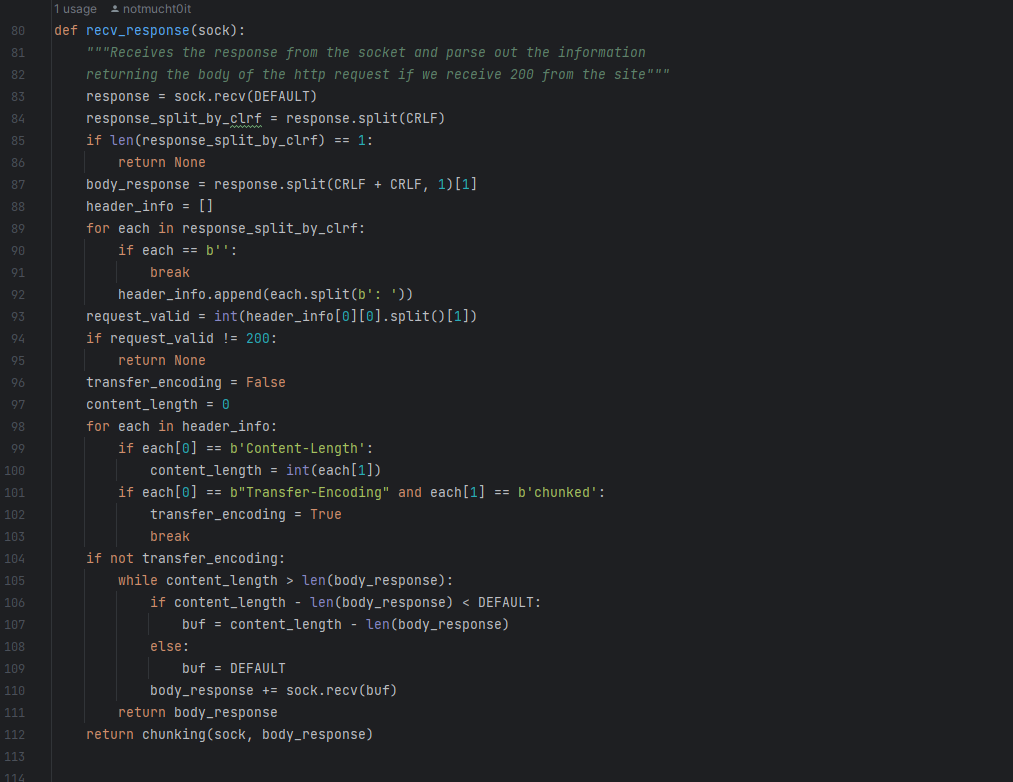 1 usage notmucht0it
80 def recv_response(sock):
81     """Receives the response from the socket and parse out the information
82     returning the body of the http request if we receive 200 from the site"""
83     response = sock.recv(DEFAULT)
84     response_split_by_clrf = response.split(CRLF)
85     if len(response_split_by_clrf) == 1:
86         return None
87     body_response = response.split(CRLF + CRLF, 1)[1]
88     header_info = []
89     for each in response_split_by_clrf:
90         if each == b'':
91             break
92         header_info.append(each.split(b': '))
93     request_valid = int(header_info[0][0].split()[1])
94     if request_valid != 200:
95         return None
96     transfer_encoding = False
97     content_length = 0
98     for each in header_info:
99         if each[0] == b'Content-Length':
100             content_length = int(each[1])
101         if each[0] == b"Transfer-Encoding" and each[1] == b'chunked':
102             transfer_encoding = True
103             break
104     if not transfer_encoding:
105         while content_length > len(body_response):
106             if content_length - len(body_response) < DEFAULT:
107                 buf = content_length - len(body_response)
108             else:
109                 buf = DEFAULT
110             body_response += sock.recv(buf)
111         return body_response
112     return chunking(sock, body_response)
113
114